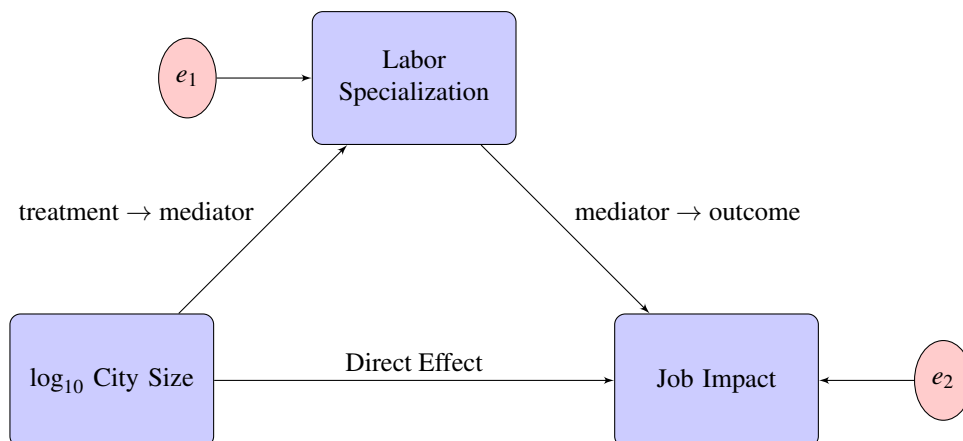 Labor
Specialization
e₁
treatment → mediator
mediator → outcome
log₁₀ City Size
Direct Effect
Job Impact
e₂